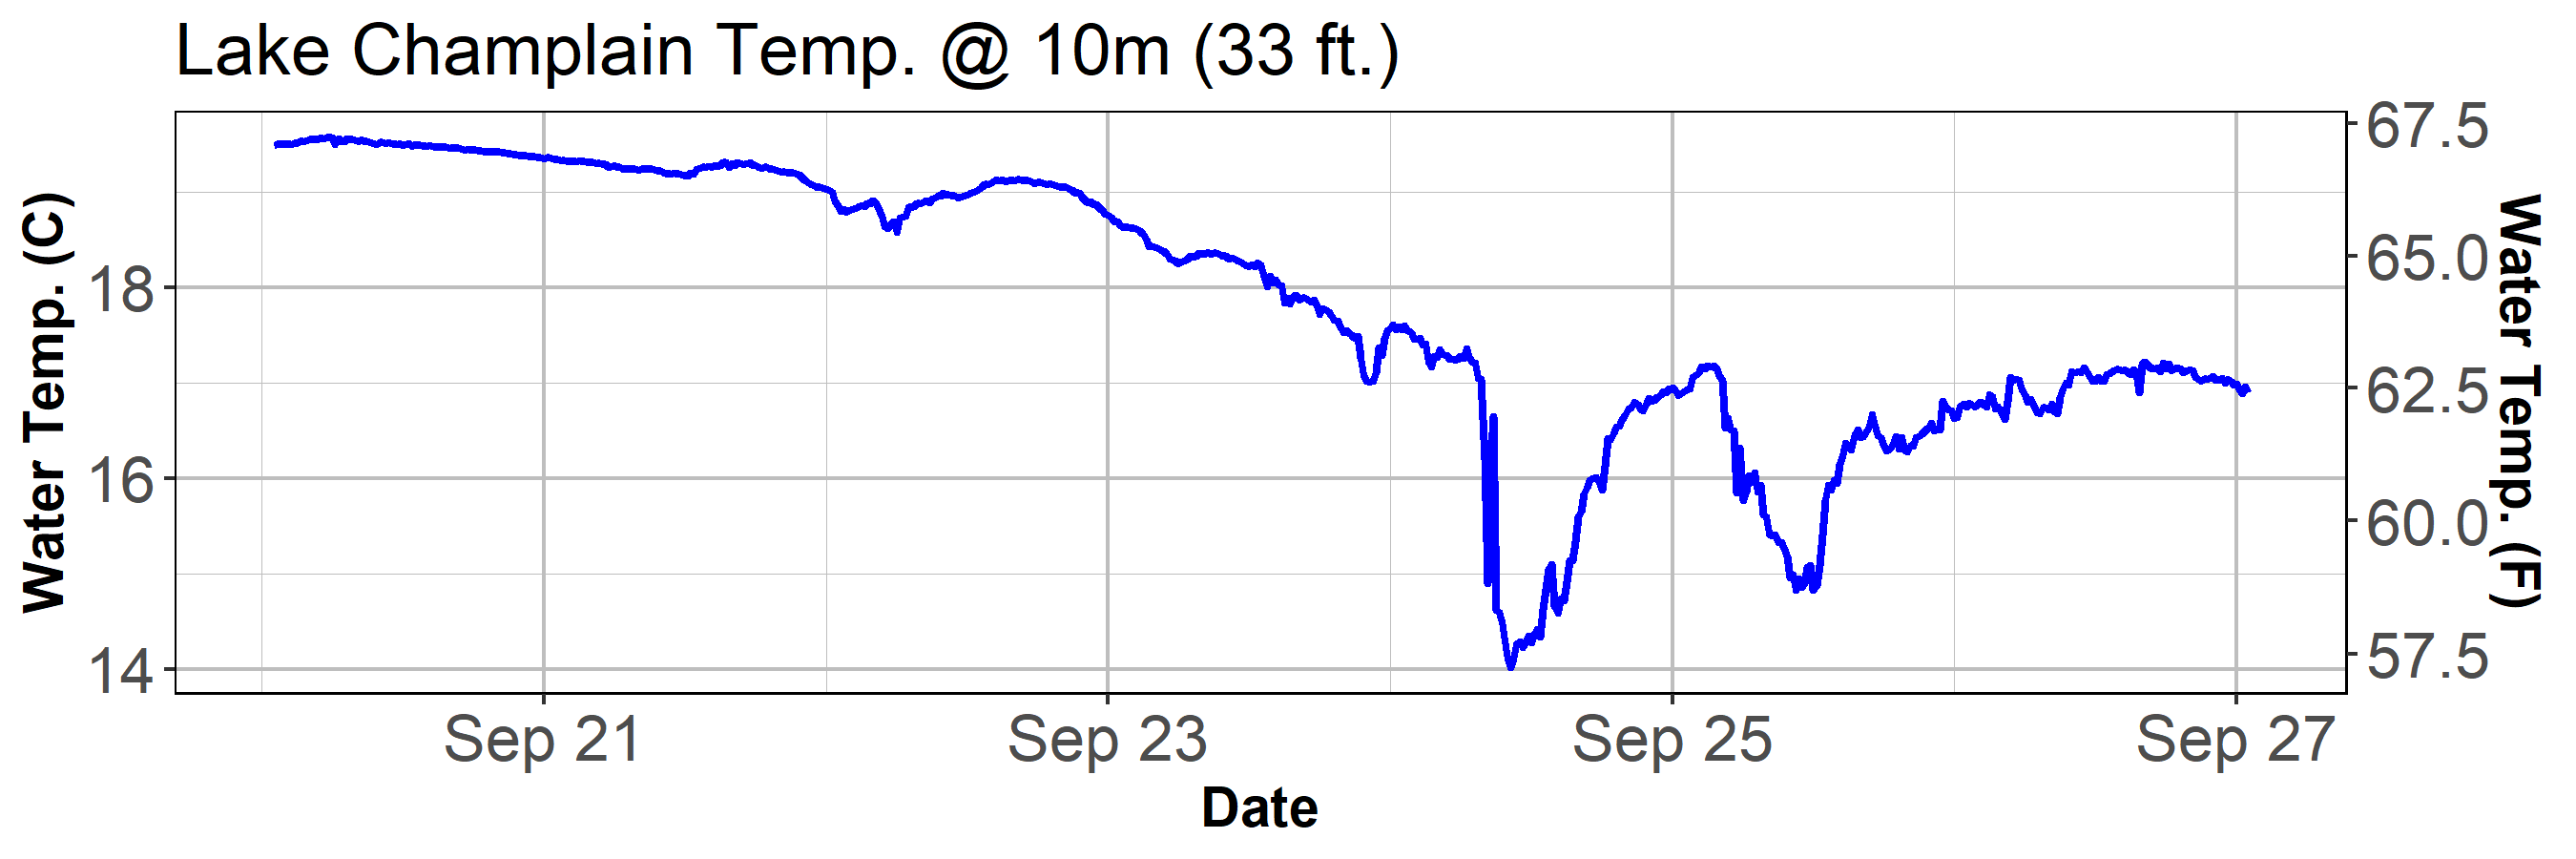 Lake Champlain Temp. @ 10m (33 ft.)
Water Temp. (C)
18
16
14
67.5
65.0
62.5
60.0
57.5
Water Temp. (F)
Sep 21
Sep 23
Sep 25
Sep 27
Date